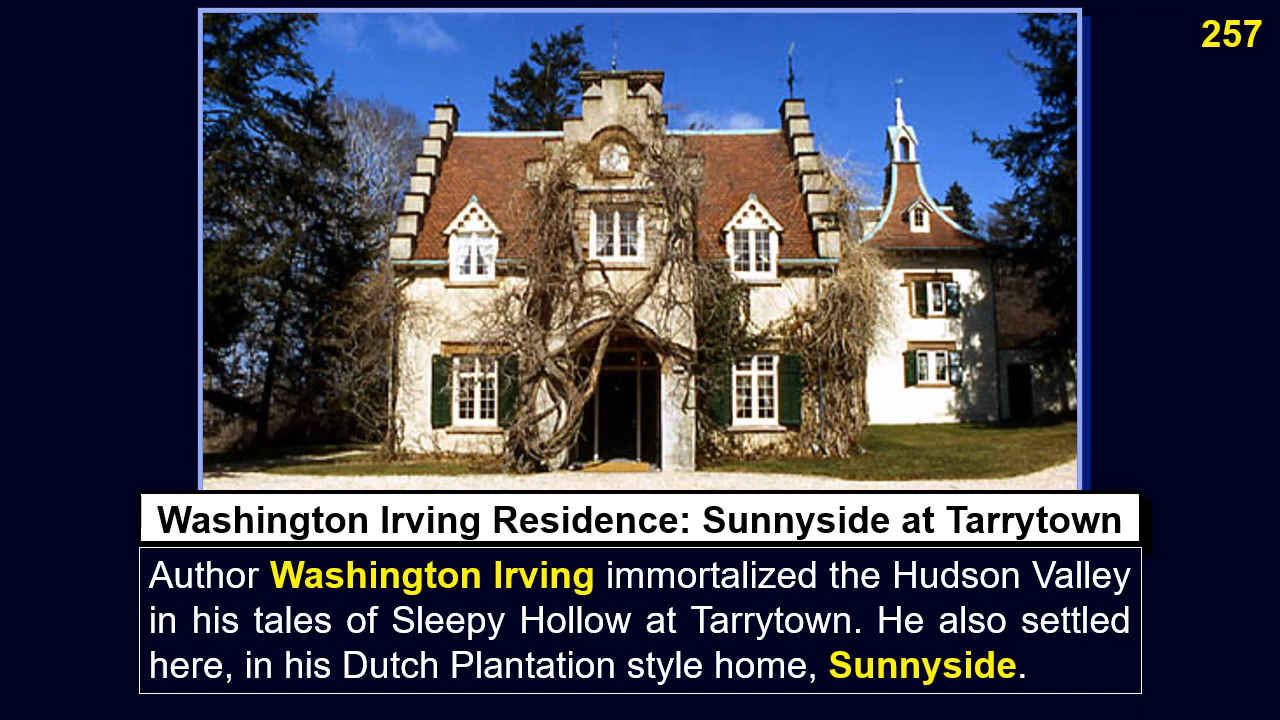 257
Washington Irving Residence: Sunnyside at Tarrytown
Author Washington Irving immortalized the Hudson Valley
in his tales of Sleepy Hollow at Tarrytown. He also settled
here, in his Dutch Plantation style home, Sunnyside.